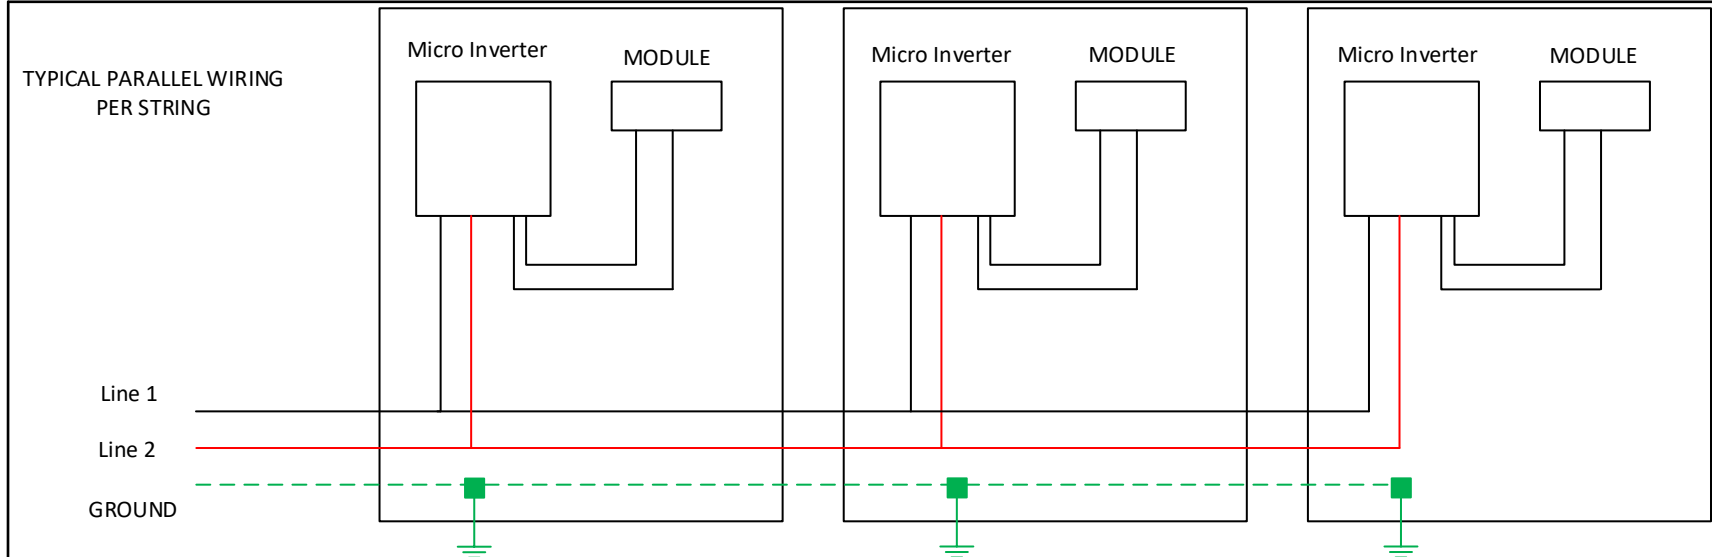 TYPICAL PARALLEL WIRING
PER STRING
Micro Inverter
MODULE
Micro Inverter
MODULE
Micro Inverter
MODULE
Line 1
Line 2
GROUND